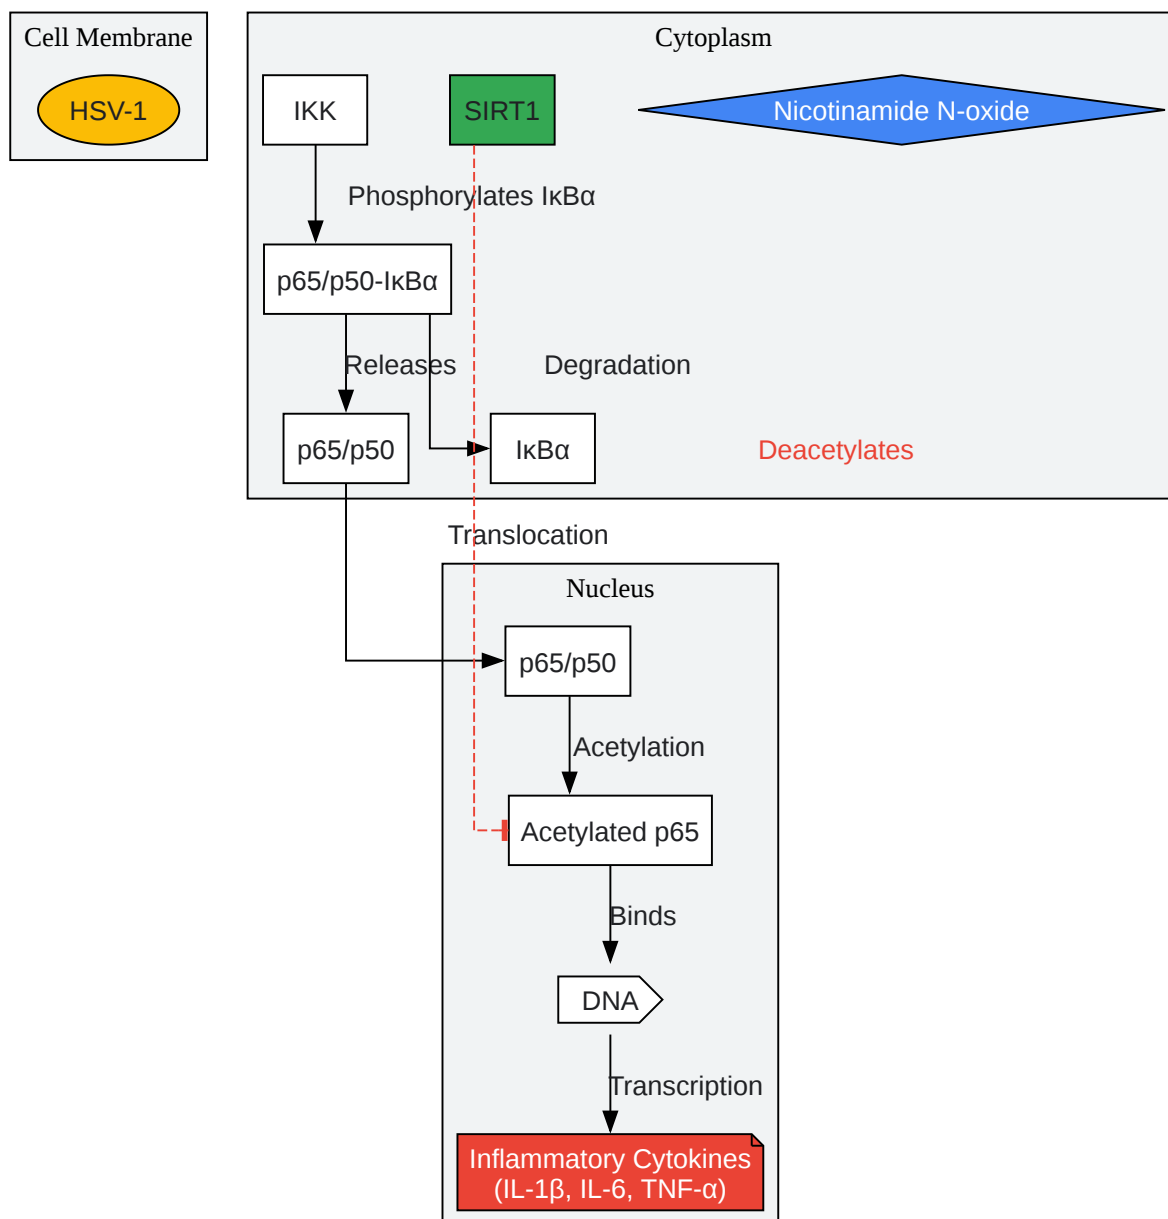 Cell Membrane
HSV-1
Cytoplasm
IKK
SIRT1
Nicotinamide N-oxide
Phosphorylates IκBα
p65/p50-IκBα
Releases
Degradation
p65/p50
IκBα
Deacetylates
Translocation
Nucleus
p65/p50
Acetylation
Acetylated p65
Binds
DNA
Transcription
Inflammatory Cytokines
(IL-1β, IL-6, TNF-α)